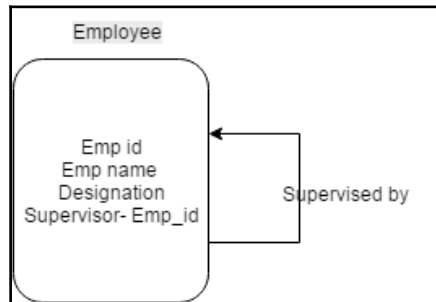 Employee
Emp id
Emp name
Designation
Supervisor- Emp_id
Supervised by